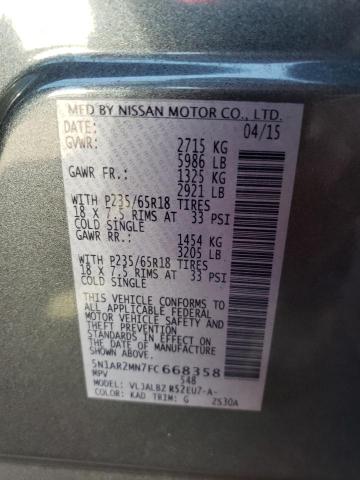 MFD BY NISSAN MOTOR CO., LTD.
DATE: 04/15
GVWR: 2715 KG
5986 LB
GAWR FR.: 1325 KG
2921 LB
WITH P235/65R18 TIRES
18 X 7.5 RIMS AT 33 PSI
COLD SINGLE
GAWR RR.: 1454 KG
3205 LB
WITH P235/65R18 TIRES
18 X 7.5 RIMS AT 33 PSI
COLD SINGLE
THIS VEHICLE CONFORMS TO
ALL APPLICABLE FEDERAL
MOTOR VEHICLE SAFETY
STANDARDS IN EFFECT ON
THE DATE OF MANUFACTURE
SHOWN ABOVE.
5N1AR2MN7FC668358
MPV 548
MODEL: VLJALBZ R52EU7-A-
COLOR: KAD TRIM: G 2530A